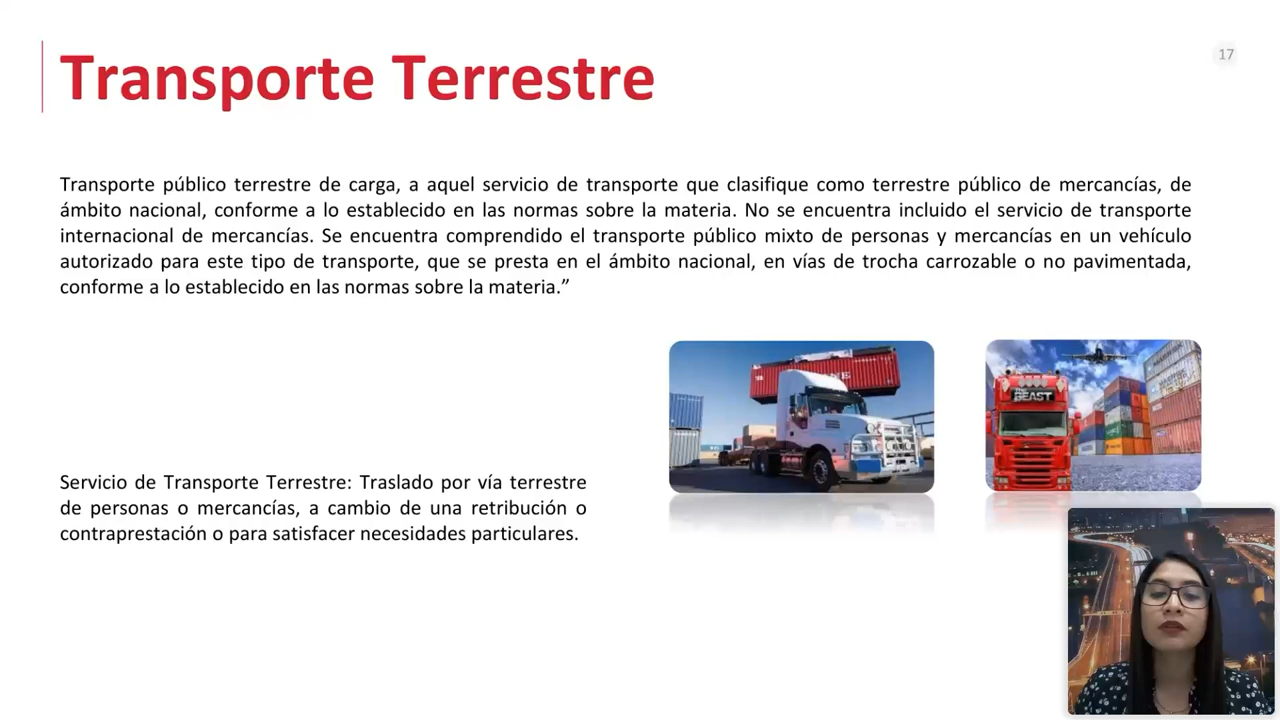 Transporte Terrestre
17
Transporte público terrestre de carga, a aquel servicio de transporte que clasifique como terrestre público de mercancías, de
ámbito nacional, conforme a lo establecido en las normas sobre la materia. No se encuentra incluido el servicio de transporte
internacional de mercancías. Se encuentra comprendido el transporte público mixto de personas y mercancías en un vehículo
autorizado para este tipo de transporte, que se presta en el ámbito nacional, en vías de trocha carrozable o no pavimentada,
conforme a lo establecido en las normas sobre la materia.”
BEAST
Servicio de Transporte Terrestre: Traslado por vía terrestre
de personas o mercancías, a cambio de una retribución o
contraprestación o para satisfacer necesidades particulares.